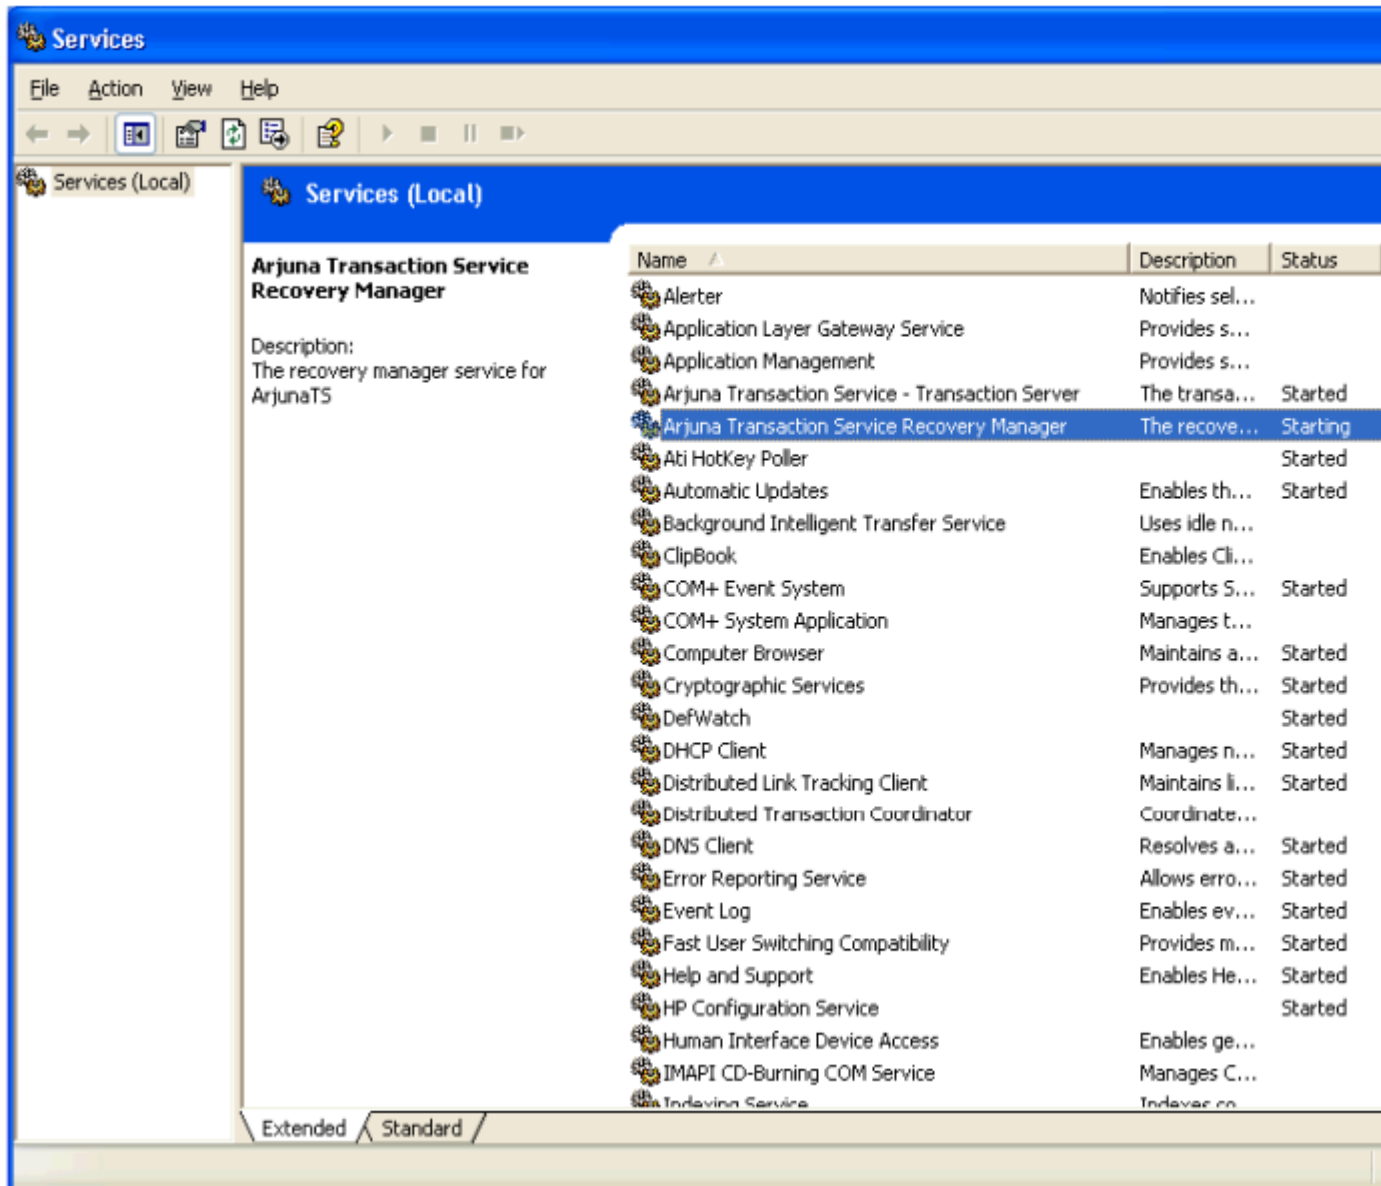 Services
File Action View Help
Services (Local)
Services (Local)
Arjuna Transaction Service
Recovery Manager
Description:
The recovery manager service for
ArjunaTS
Name Description Status
Alerter Notifies sel...
Application Layer Gateway Service Provides s...
Application Management Provides s...
Arjuna Transaction Service - Transaction Server The transa... Started
Arjuna Transaction Service Recovery Manager The recove... Starting
Ati HotKey Poller Started
Automatic Updates Enables th... Started
Background Intelligent Transfer Service Uses idle n...
ClipBook Enables Cli...
COM+ Event System Supports S... Started
COM+ System Application Manages t...
Computer Browser Maintains a... Started
Cryptographic Services Provides th... Started
DefWatch Started
DHCP Client Manages n... Started
Distributed Link Tracking Client Maintains li... Started
Distributed Transaction Coordinator Coordinate...
DNS Client Resolves a... Started
Error Reporting Service Allows erro... Started
Event Log Enables ev... Started
Fast User Switching Compatibility Provides m... Started
Help and Support Enables He... Started
HP Configuration Service Started
Human Interface Device Access Enables ge...
IMAPI CD-Burning COM Service Manages C...
Indexing Service Indexes co
Extended Standard